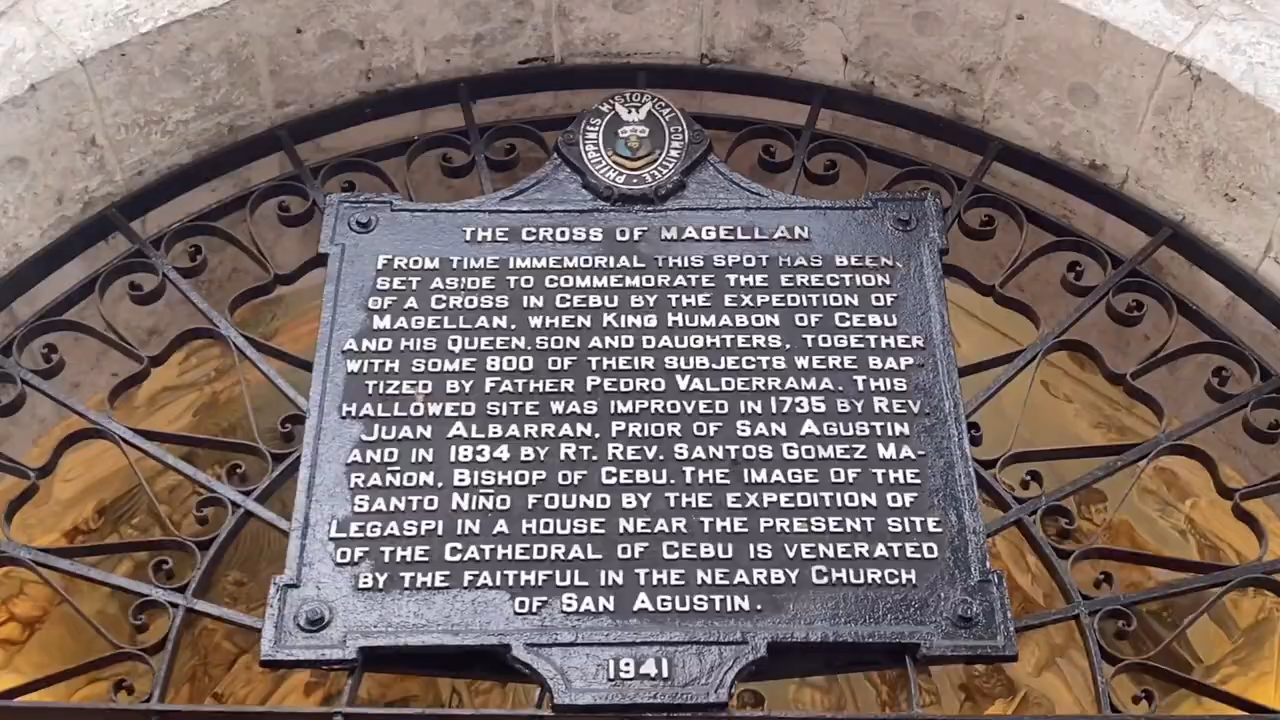 PHILIPPINES HISTORICAL COMMITTEE
THE CROSS OF MAGELLAN
FROM TIME IMMEMORIAL THIS SPOT HAS BEEN
SET ASIDE TO COMMEMORATE THE ERECTION
OF A CROSS IN CEBU BY THE EXPEDITION OF
MAGELLAN, WHEN KING HUMABON OF CEBU
AND HIS QUEEN, SON AND DAUGHTERS, TOGETHER
WITH SOME 800 OF THEIR SUBJECTS WERE BAP-
TIZED BY FATHER PEDRO VALDERRAMA. THIS
HALLOWED SITE WAS IMPROVED IN 1735 BY REV.
JUAN ALBARRAN, PRIOR OF SAN AGUSTIN
AND IN 1834 BY RT. REV. SANTOS GOMEZ MA-
RAÑON, BISHOP OF CEBU. THE IMAGE OF THE
SANTO NIÑO FOUND BY THE EXPEDITION OF
LEGASPI IN A HOUSE NEAR THE PRESENT SITE
OF THE CATHEDRAL OF CEBU IS VENERATED
BY THE FAITHFUL IN THE NEARBY CHURCH
OF SAN AGUSTIN.
1941